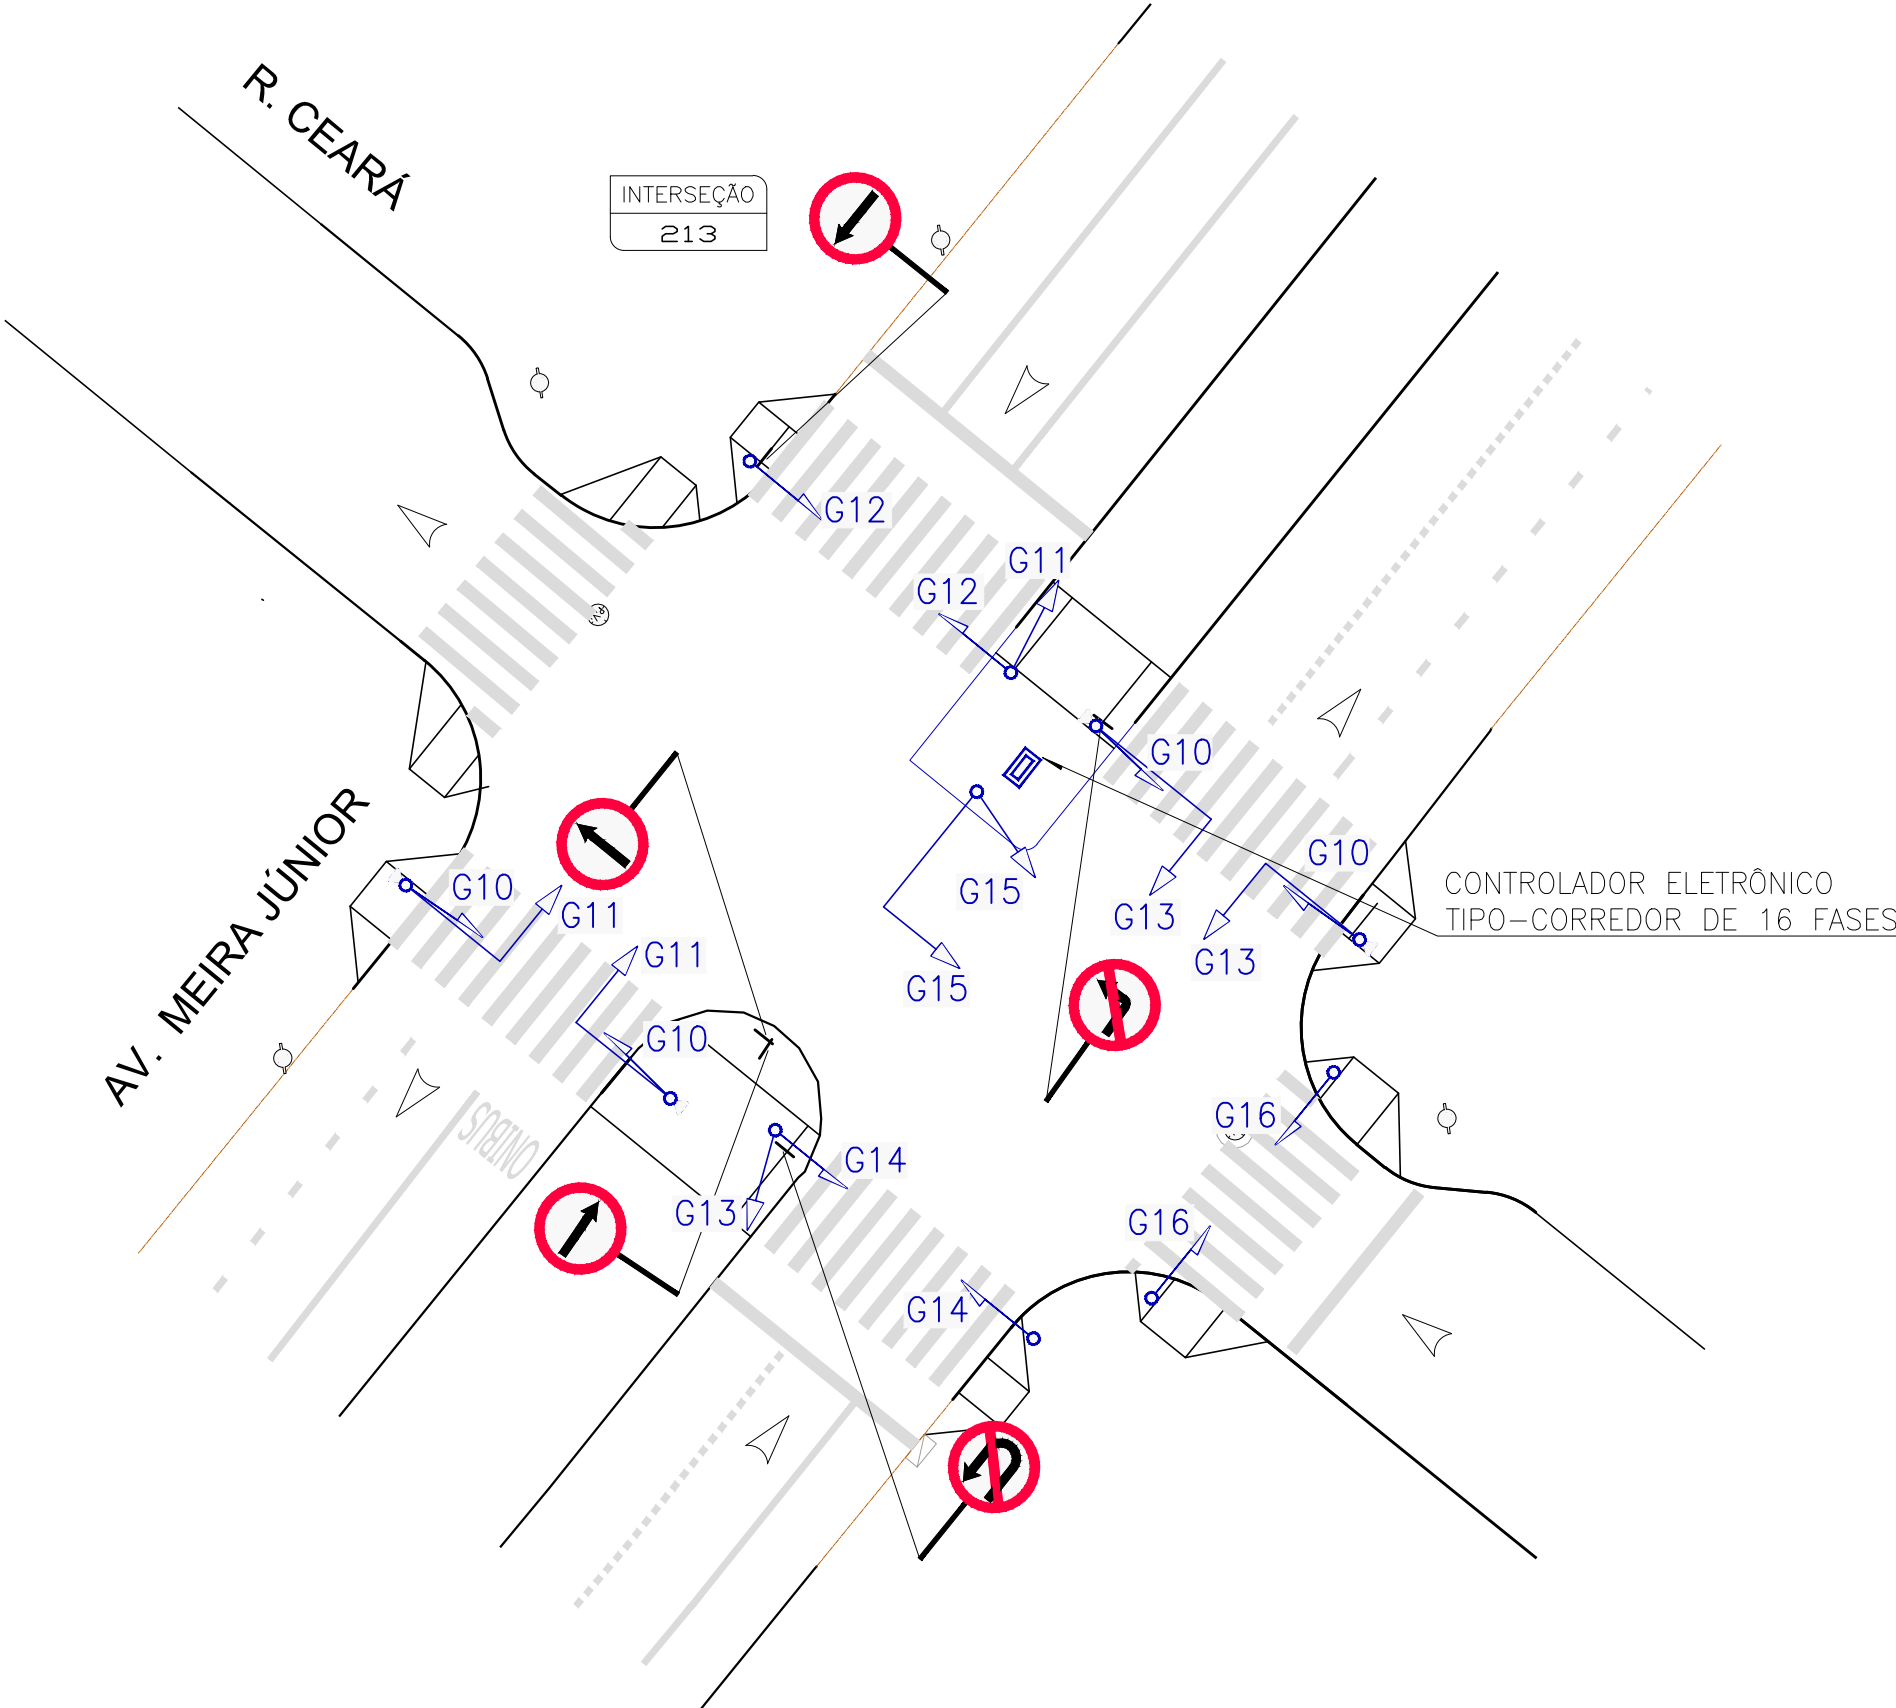 R. CEARÁ
INTERSEÇÃO
213
G12
G11
G12
G10
G10
G15
G13
G13
G15
CONTROLADOR ELETRÔNICO
TIPO-CORREDOR DE 16 FASES
AV. MEIRA JÚNIOR
G10
G11
G11
G10
ONIBUS
G14
G13
G16
G16
G14